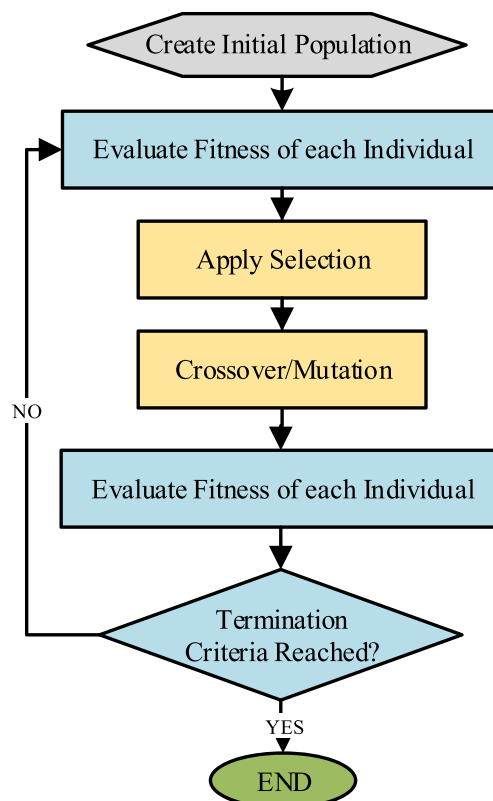 Create Initial Population
Evaluate Fitness of each Individual
Apply Selection
Crossover/Mutation
NO
Evaluate Fitness of each Individual
Termination
Criteria Reached?
YES
END